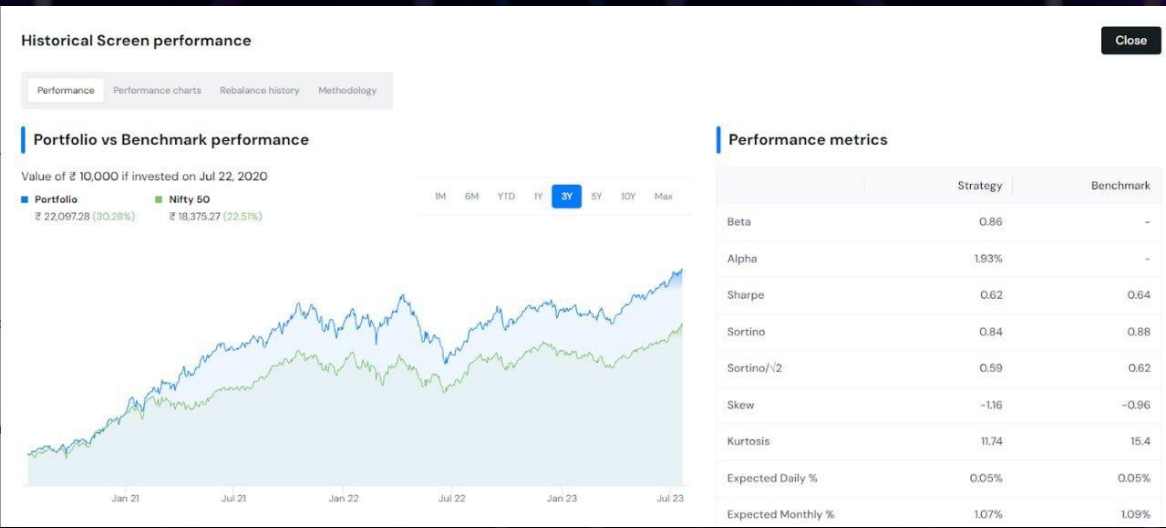 Historical Screen performance
Close
Performance Performance charts Rebalance history Methodology
Portfolio vs Benchmark performance
Value of ₹ 10,000 if invested on Jul 22, 2020
Portfolio Nifty 50
₹ 22,097.28 (30.28%) ₹ 18,375.27 (22.51%)
1M 6M YTD 1Y 3Y 5Y 10Y Max
Jan 21 Jul 21 Jan 22 Jul 22 Jan 23 Jul 23
Performance metrics
Strategy Benchmark
Beta 0.86 -
Alpha 1.93% -
Sharpe 0.62 0.64
Sortino 0.84 0.88
Sortino/√2 0.59 0.62
Skew -1.16 -0.96
Kurtosis 11.74 15.4
Expected Daily % 0.05% 0.05%
Expected Monthly % 1.07% 1.09%